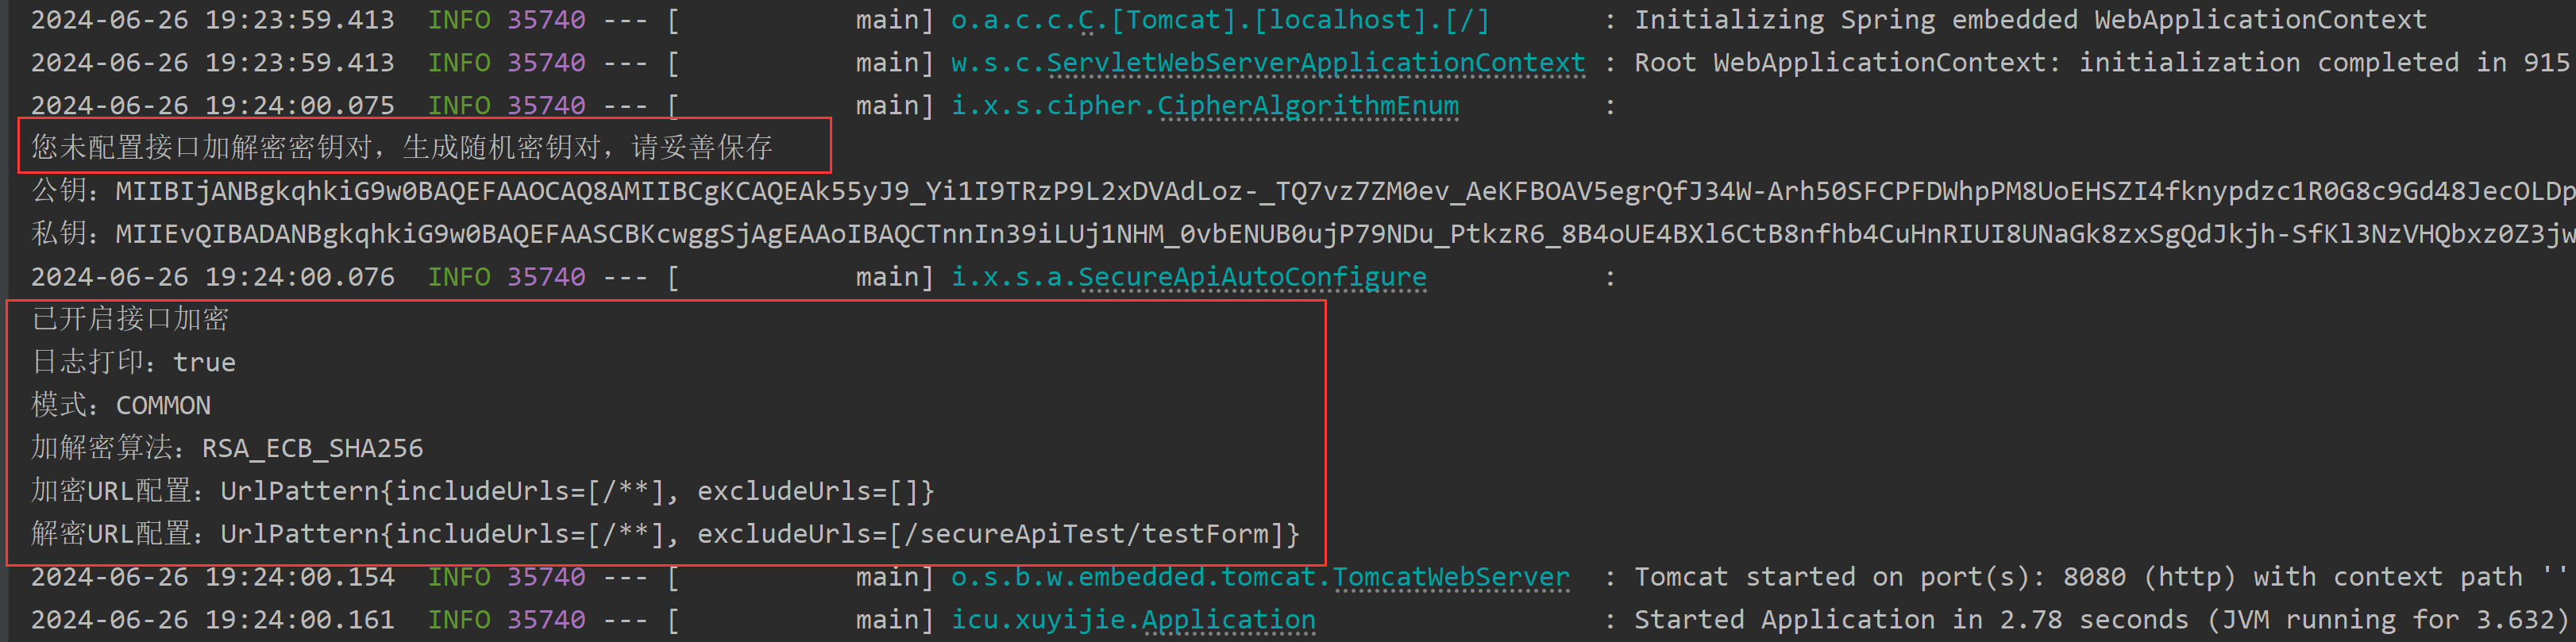 2024-06-26 19:23:59.413  INFO 35740 --- [           main] o.a.c.c.C.[Tomcat].[localhost].[/]       : Initializing Spring embedded WebApplicationContext
2024-06-26 19:23:59.413  INFO 35740 --- [           main] w.s.c.ServletWebServerApplicationContext : Root WebApplicationContext: initialization completed in 915
2024-06-26 19:24:00.075  INFO 35740 --- [           main] i.x.s.cipher.CipherAlgorithmEnum         :
您未配置接口加解密密钥对，生成随机密钥对，请妥善保存
公钥：MIIBIjANBgkqhkiG9w0BAQEFAAOCAQ8AMIIBCgKCAQEAk55yJ9_Yi1I9TRzP9L2xDVAdLoz-_TQ7vz7ZM0ev_AeKFBOAV5egrQfJ34W-Arh50SFCPFDWhpPM8UoEHSZI4fknypdzc1R0G8c9Gd48JecOLDp
私钥：MIIEvQIBADANBgkqhkiG9w0BAQEFAASCBKcwggSjAgEAAoIBAQCTnnIn39iLUj1NHM_0vbENUB0ujP79NDu_PtkzR6_8B4oUE4BXl6CtB8nfhb4CuHnRIUI8UNaGk8zxSgQdJkjh-SfKl3NzVHQbxz0Z3jw
2024-06-26 19:24:00.076  INFO 35740 --- [           main] i.x.s.a.SecureApiAutoConfigure           :
已开启接口加密
日志打印：true
模式：COMMON
加解密算法：RSA_ECB_SHA256
加密URL配置：UrlPattern{includeUrls=[/**], excludeUrls=[]}
解密URL配置：UrlPattern{includeUrls=[/**], excludeUrls=[/secureApiTest/testForm]}
2024-06-26 19:24:00.154  INFO 35740 --- [           main] o.s.b.w.embedded.tomcat.TomcatWebServer  : Tomcat started on port(s): 8080 (http) with context path ''
2024-06-26 19:24:00.161  INFO 35740 --- [           main] icu.xuyijie.Application                  : Started Application in 2.78 seconds (JVM running for 3.632)